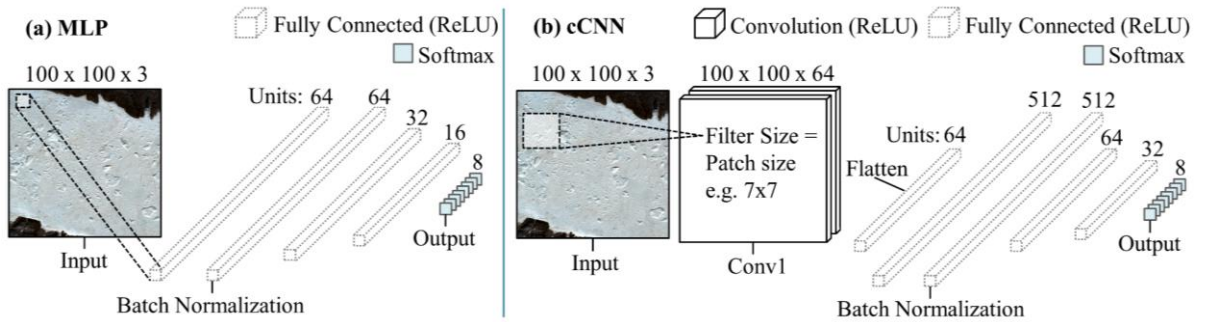 (a) MLP
Fully Connected (ReLU)
Softmax
100 x 100 x 3
Units: 64
64
32
16
8
Output
Input
Batch Normalization
(b) cCNN
Convolution (ReLU)
Fully Connected (ReLU)
Softmax
100 x 100 x 3
100 x 100 x 64
Filter Size =
Patch size
e.g. 7x7
Units: 64
512
512
64
32
8
Flatten
Output
Input
Conv1
Batch Normalization